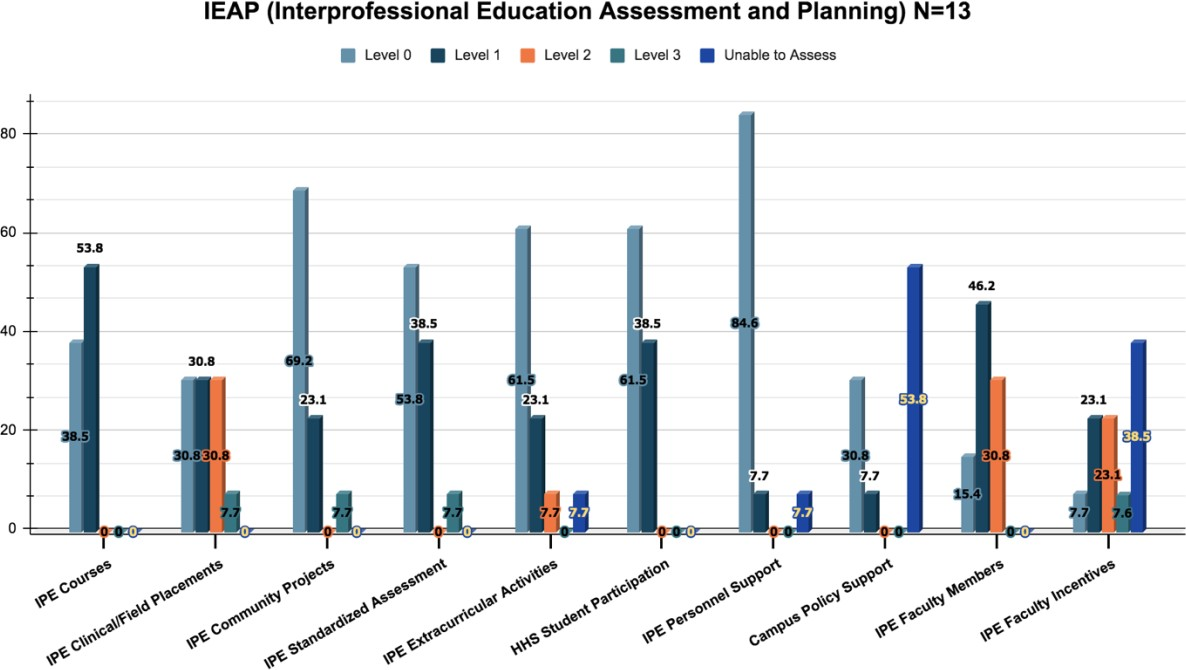 IEAP (Interprofessional Education Assessment and Planning) N=13
Level 0 Level 1 Level 2 Level 3 Unable to Assess
80
60
40
20
0
38.5 53.8 0 0 0
30.8 30.8 30.8 7.7 0
69.2 23.1 0 7.7 0
53.8 38.5 0 7.7 0
61.5 23.1 7.7 0 7.7
61.5 38.5 0 0 0
84.6 7.7 0 0 7.7
30.8 7.7 0 0 53.8
15.4 46.2 30.8 0 0
7.7 23.1 23.1 7.6 38.5
IPE Courses
IPE Clinical/Field Placements
IPE Community Projects
IPE Standardized Assessment
IPE Extracurricular Activities
HHS Student Participation
IPE Personnel Support
Campus Policy Support
IPE Faculty Members
IPE Faculty Incentives